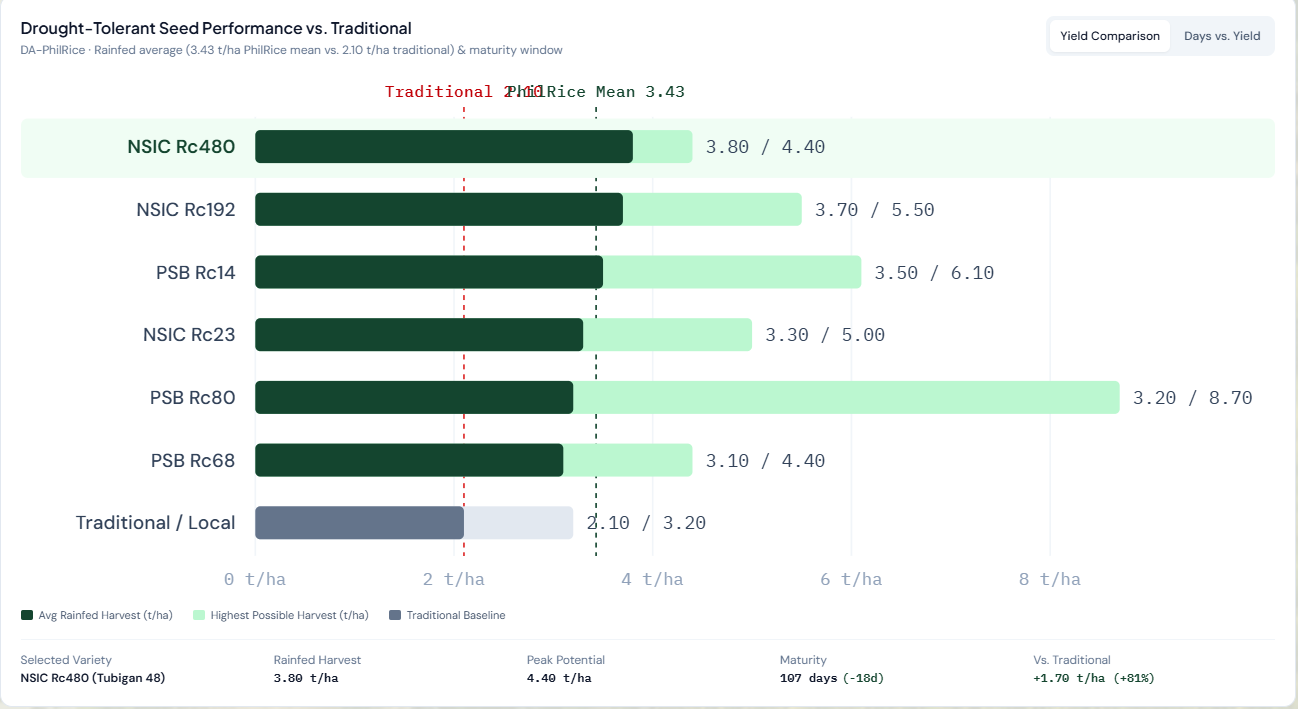 Drought-Tolerant Seed Performance vs. Traditional
DA-PhilRice · Rainfed average (3.43 t/ha PhilRice mean vs. 2.10 t/ha traditional) & maturity window
Yield Comparison
Days vs. Yield
Traditional 2.10
PhilRice Mean 3.43
NSIC Rc480
3.80 / 4.40
NSIC Rc192
3.70 / 5.50
PSB Rc14
3.50 / 6.10
NSIC Rc23
3.30 / 5.00
PSB Rc80
3.20 / 8.70
PSB Rc68
3.10 / 4.40
Traditional / Local
2.10 / 3.20
0 t/ha
2 t/ha
4 t/ha
6 t/ha
8 t/ha
Avg Rainfed Harvest (t/ha)
Highest Possible Harvest (t/ha)
Traditional Baseline
Selected Variety
NSIC Rc480 (Tubigan 48)
Rainfed Harvest
3.80 t/ha
Peak Potential
4.40 t/ha
Maturity
107 days (-18d)
Vs. Traditional
+1.70 t/ha (+81%)